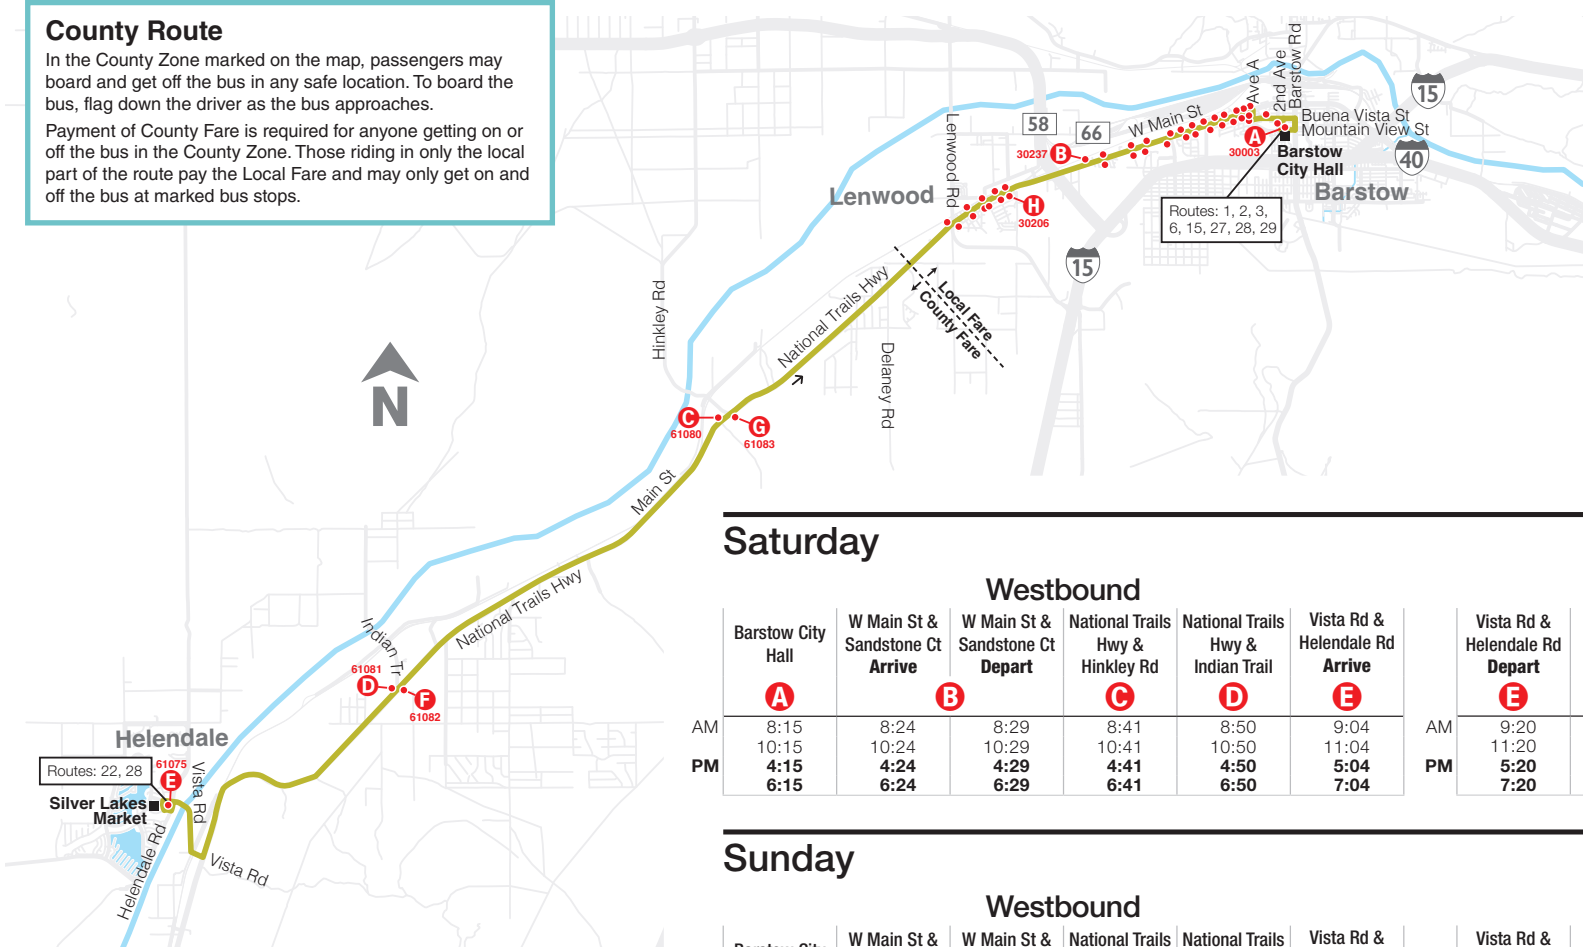 County Route
In the County Zone marked on the map, passengers may
board and get off the bus in any safe location. To board the
bus, flag down the driver as the bus approaches.
Payment of County Fare is required for anyone getting on or
off the bus in the County Zone. Those riding in only the local
part of the route pay the Local Fare and may only get on and
off the bus at marked bus stops.
Ave A
2nd Ave
Barstow Rd
15
58
66
W Main St
Buena Vista St
Mountain View St
B
30237
A
30003
Barstow
City Hall
40
Barstow
Lenwood Rd
Lenwood
H
30206
Routes: 1, 2, 3,
6, 15, 27, 28, 29
15
Local Fare
County Fare
National Trails Hwy
Hinkley Rd
Delaney Rd
N
C
61080
G
61083
Main St
National Trails Hwy
Indian Tr
61081
D
F
61082
Helendale
Routes: 22, 28
61075
E
Vista Rd
Silver Lakes
Market
Helendale Rd
Vista Rd
Saturday
Westbound
Barstow City Hall W Main St & Sandstone Ct Arrive W Main St & Sandstone Ct Depart National Trails Hwy & Hinkley Rd National Trails Hwy & Indian Trail Vista Rd & Helendale Rd Arrive Vista Rd & Helendale Rd Depart
A B C D E E
AM 8:15 8:24 8:29 8:41 8:50 9:04 AM 9:20
10:15 10:24 10:29 10:41 10:50 11:04 11:20
PM 4:15 4:24 4:29 4:41 4:50 5:04 PM 5:20
6:15 6:24 6:29 6:41 6:50 7:04 7:20
Sunday
Westbound
Barstow City W Main St & W Main St & National Trails National Trails Vista Rd & Vista Rd &